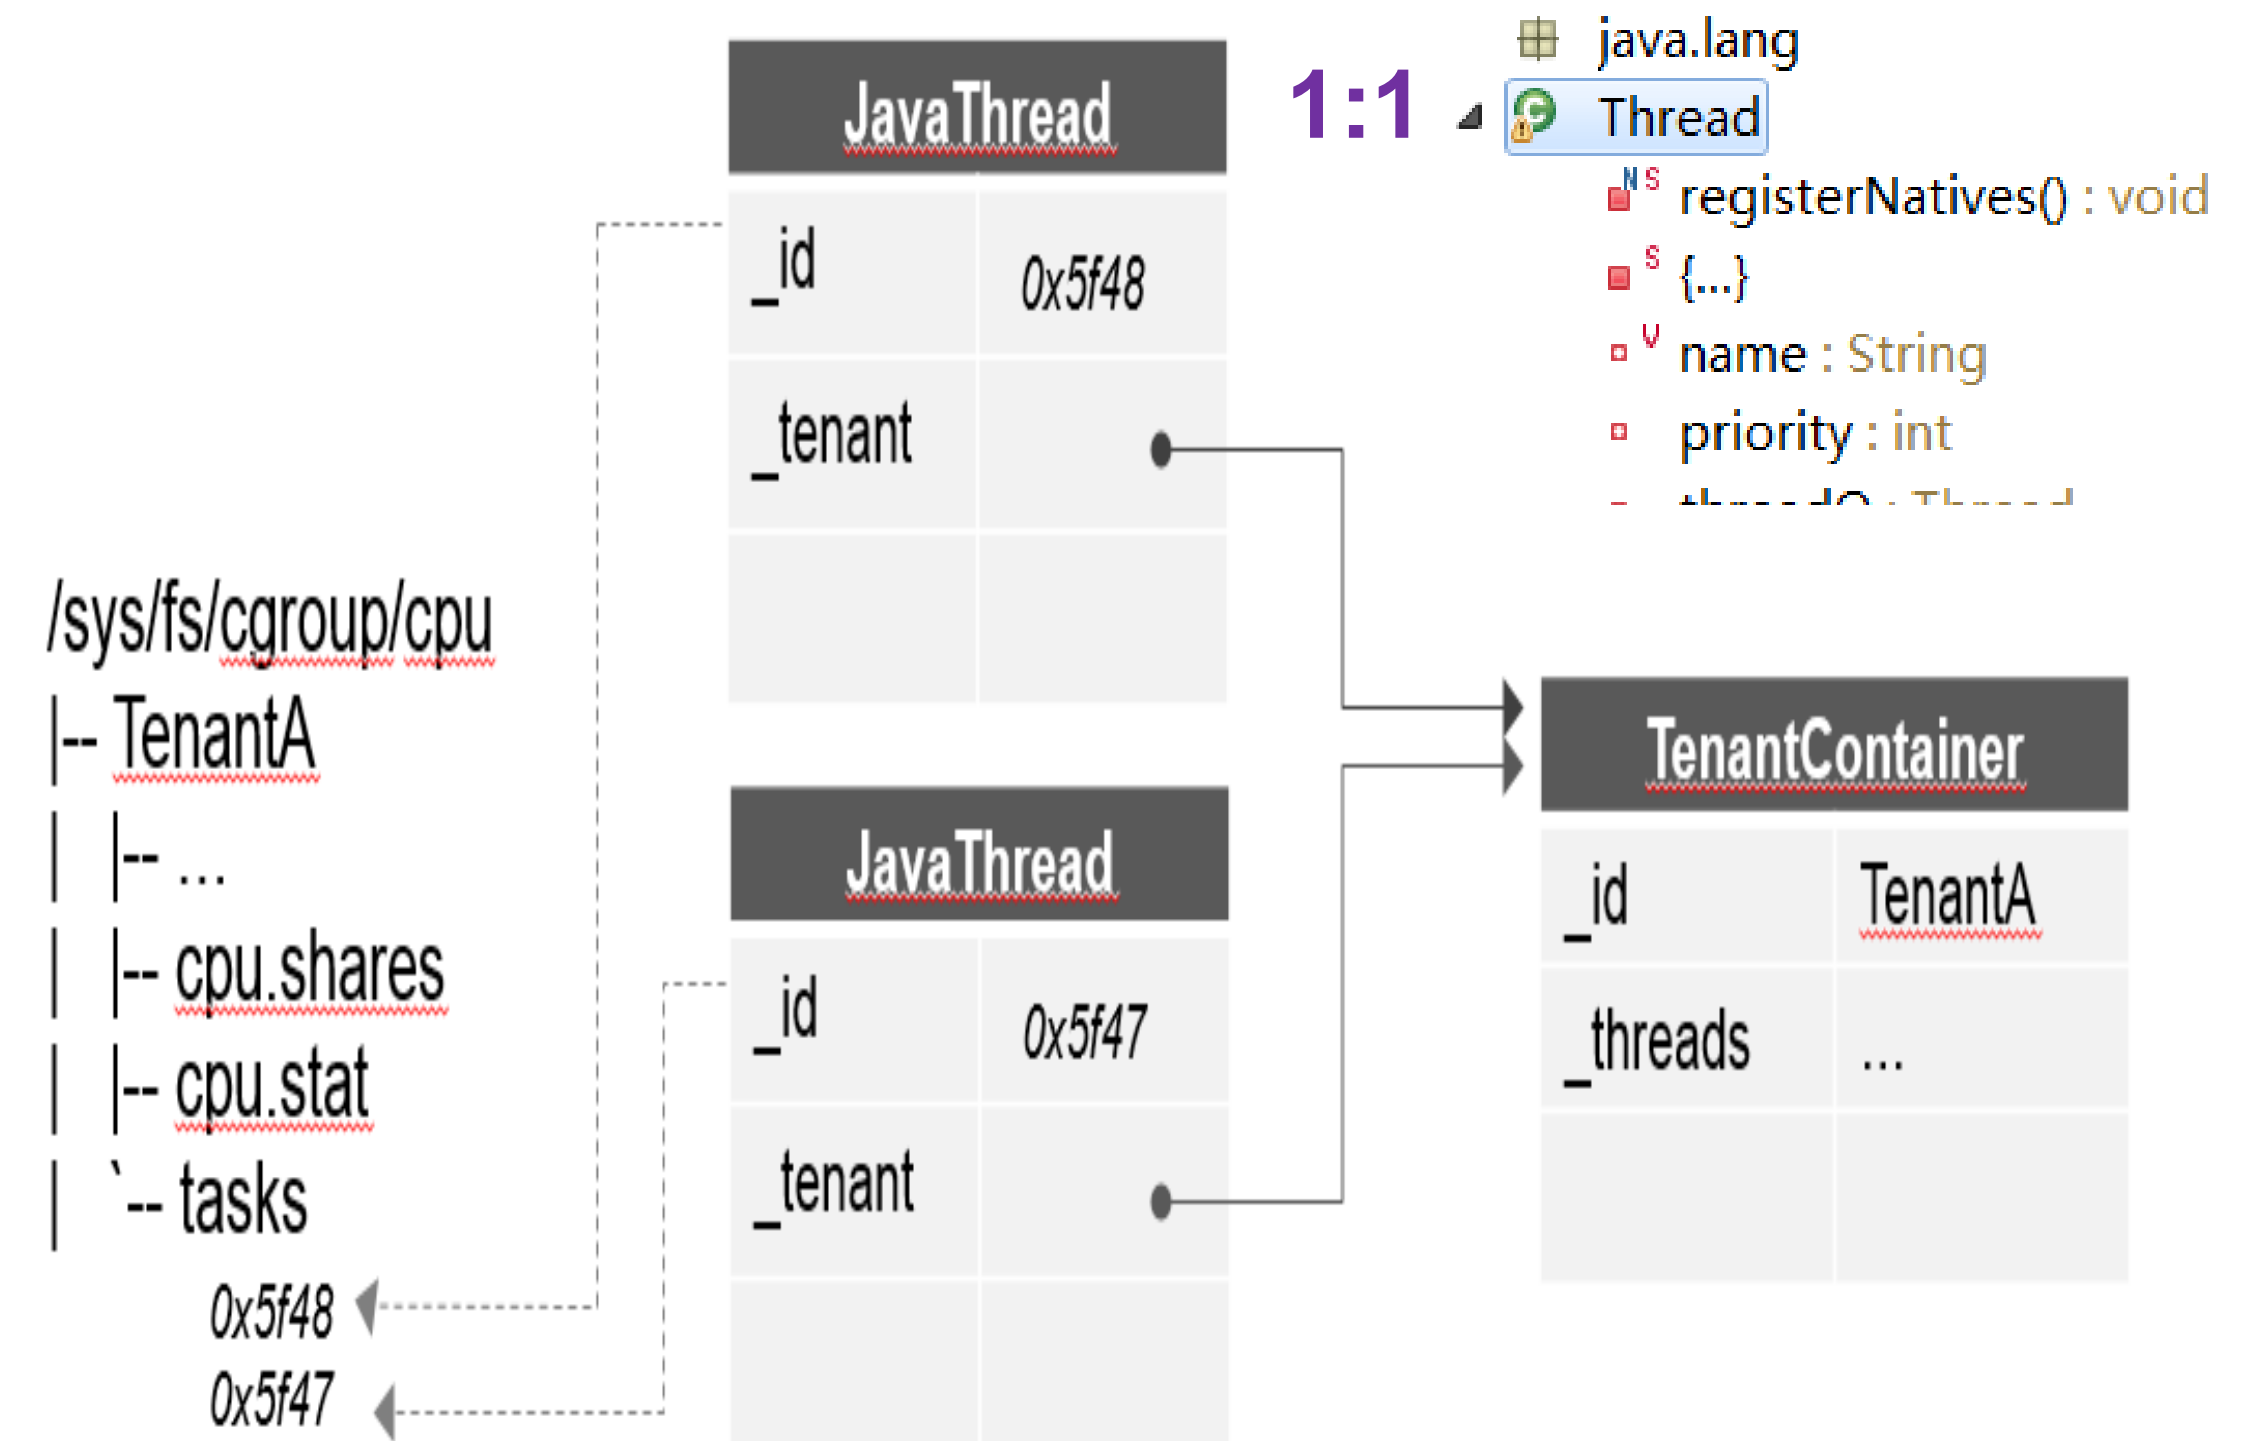 java.lang
1:1
Thread
registerNatives() : void
{...}
name : String
priority : int
JavaThread
_id
0x5f48
_tenant
/sys/fs/cgroup/cpu
|-- TenantA
| |-- ...
| |-- cpu.shares
| |-- cpu.stat
| `-- tasks
0x5f48
0x5f47
JavaThread
_id
0x5f47
_tenant
TenantContainer
_id
TenantA
_threads
...